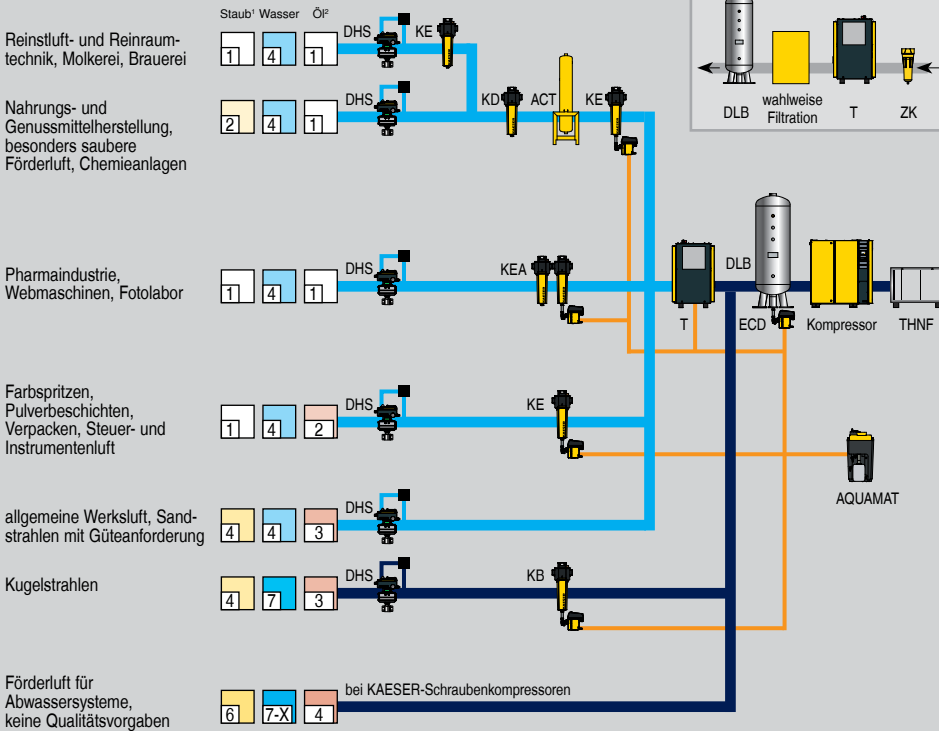 Staub¹ Wasser Öl²
Reinstluft- und Reinraum-
technik, Molkerei, Brauerei
1 4 1
DHS KE
Nahrungs- und
Genussmittelherstellung,
besonders saubere
Förderluft, Chemieanlagen
2 4 1
DHS KD ACT KE
DLB wahlweise
Filtration T ZK
Pharmaindustrie,
Webmaschinen, Fotolabor
1 4 1
DHS KEA
T DLB ECD Kompressor THNF
Farbspritzen,
Pulverbeschichten,
Verpacken, Steuer- und
Instrumentenluft
1 4 2
DHS KE
AQUAMAT
allgemeine Werksluft, Sand-
strahlen mit Güteanforderung
4 4 3
DHS
Kugelstrahlen
4 7 3
DHS KB
Förderluft für
Abwassersysteme,
keine Qualitätsvorgaben
6 7-X 4
bei KAESER-Schraubenkompressoren